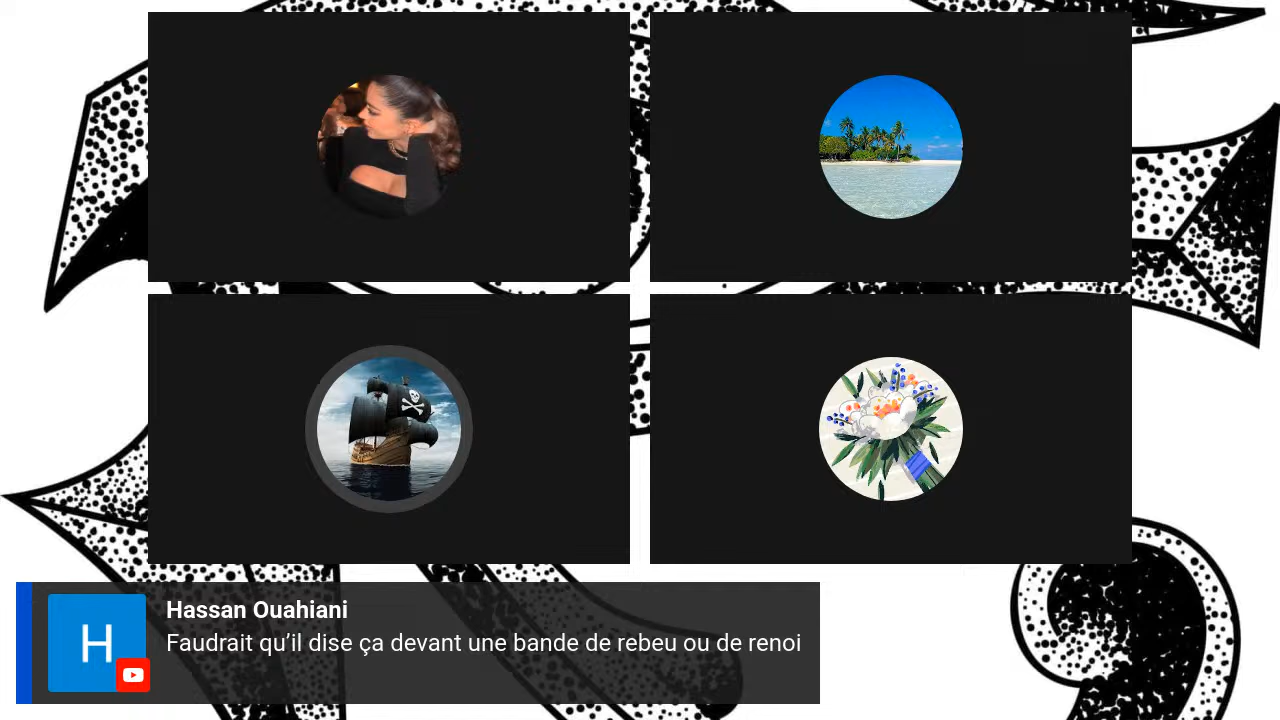 H
Hassan Ouahiani
Faudrait qu’il dise ça devant une bande de rebeu ou de renoi